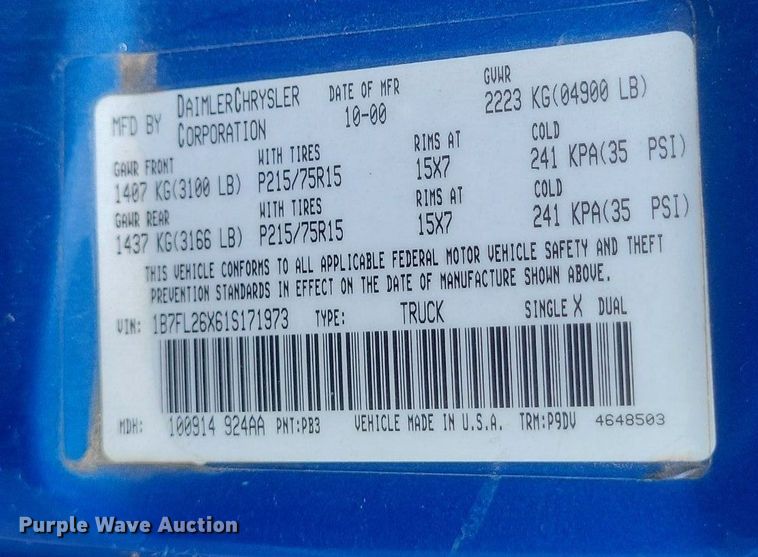 MFD BY DAIMLERCHRYSLER CORPORATION DATE OF MFR 10-00 GVWR 2223 KG(04900 LB)
GAWR FRONT WITH TIRES RIMS AT COLD
1407 KG(3100 LB) P215/75R15 15X7 241 KPA(35 PSI)
GAWR REAR WITH TIRES RIMS AT COLD
1437 KG(3166 LB) P215/75R15 15X7 241 KPA(35 PSI)
THIS VEHICLE CONFORMS TO ALL APPLICABLE FEDERAL MOTOR VEHICLE SAFETY AND THEFT
PREVENTION STANDARDS IN EFFECT ON THE DATE OF MANUFACTURE SHOWN ABOVE.
VIN: 1B7FL26X61S171973 TYPE: TRUCK SINGLE X DUAL
MDH: 100914 924AA PNT:PB3 VEHICLE MADE IN U.S.A. TRM:P9DV 4648503
Purple Wave Auction